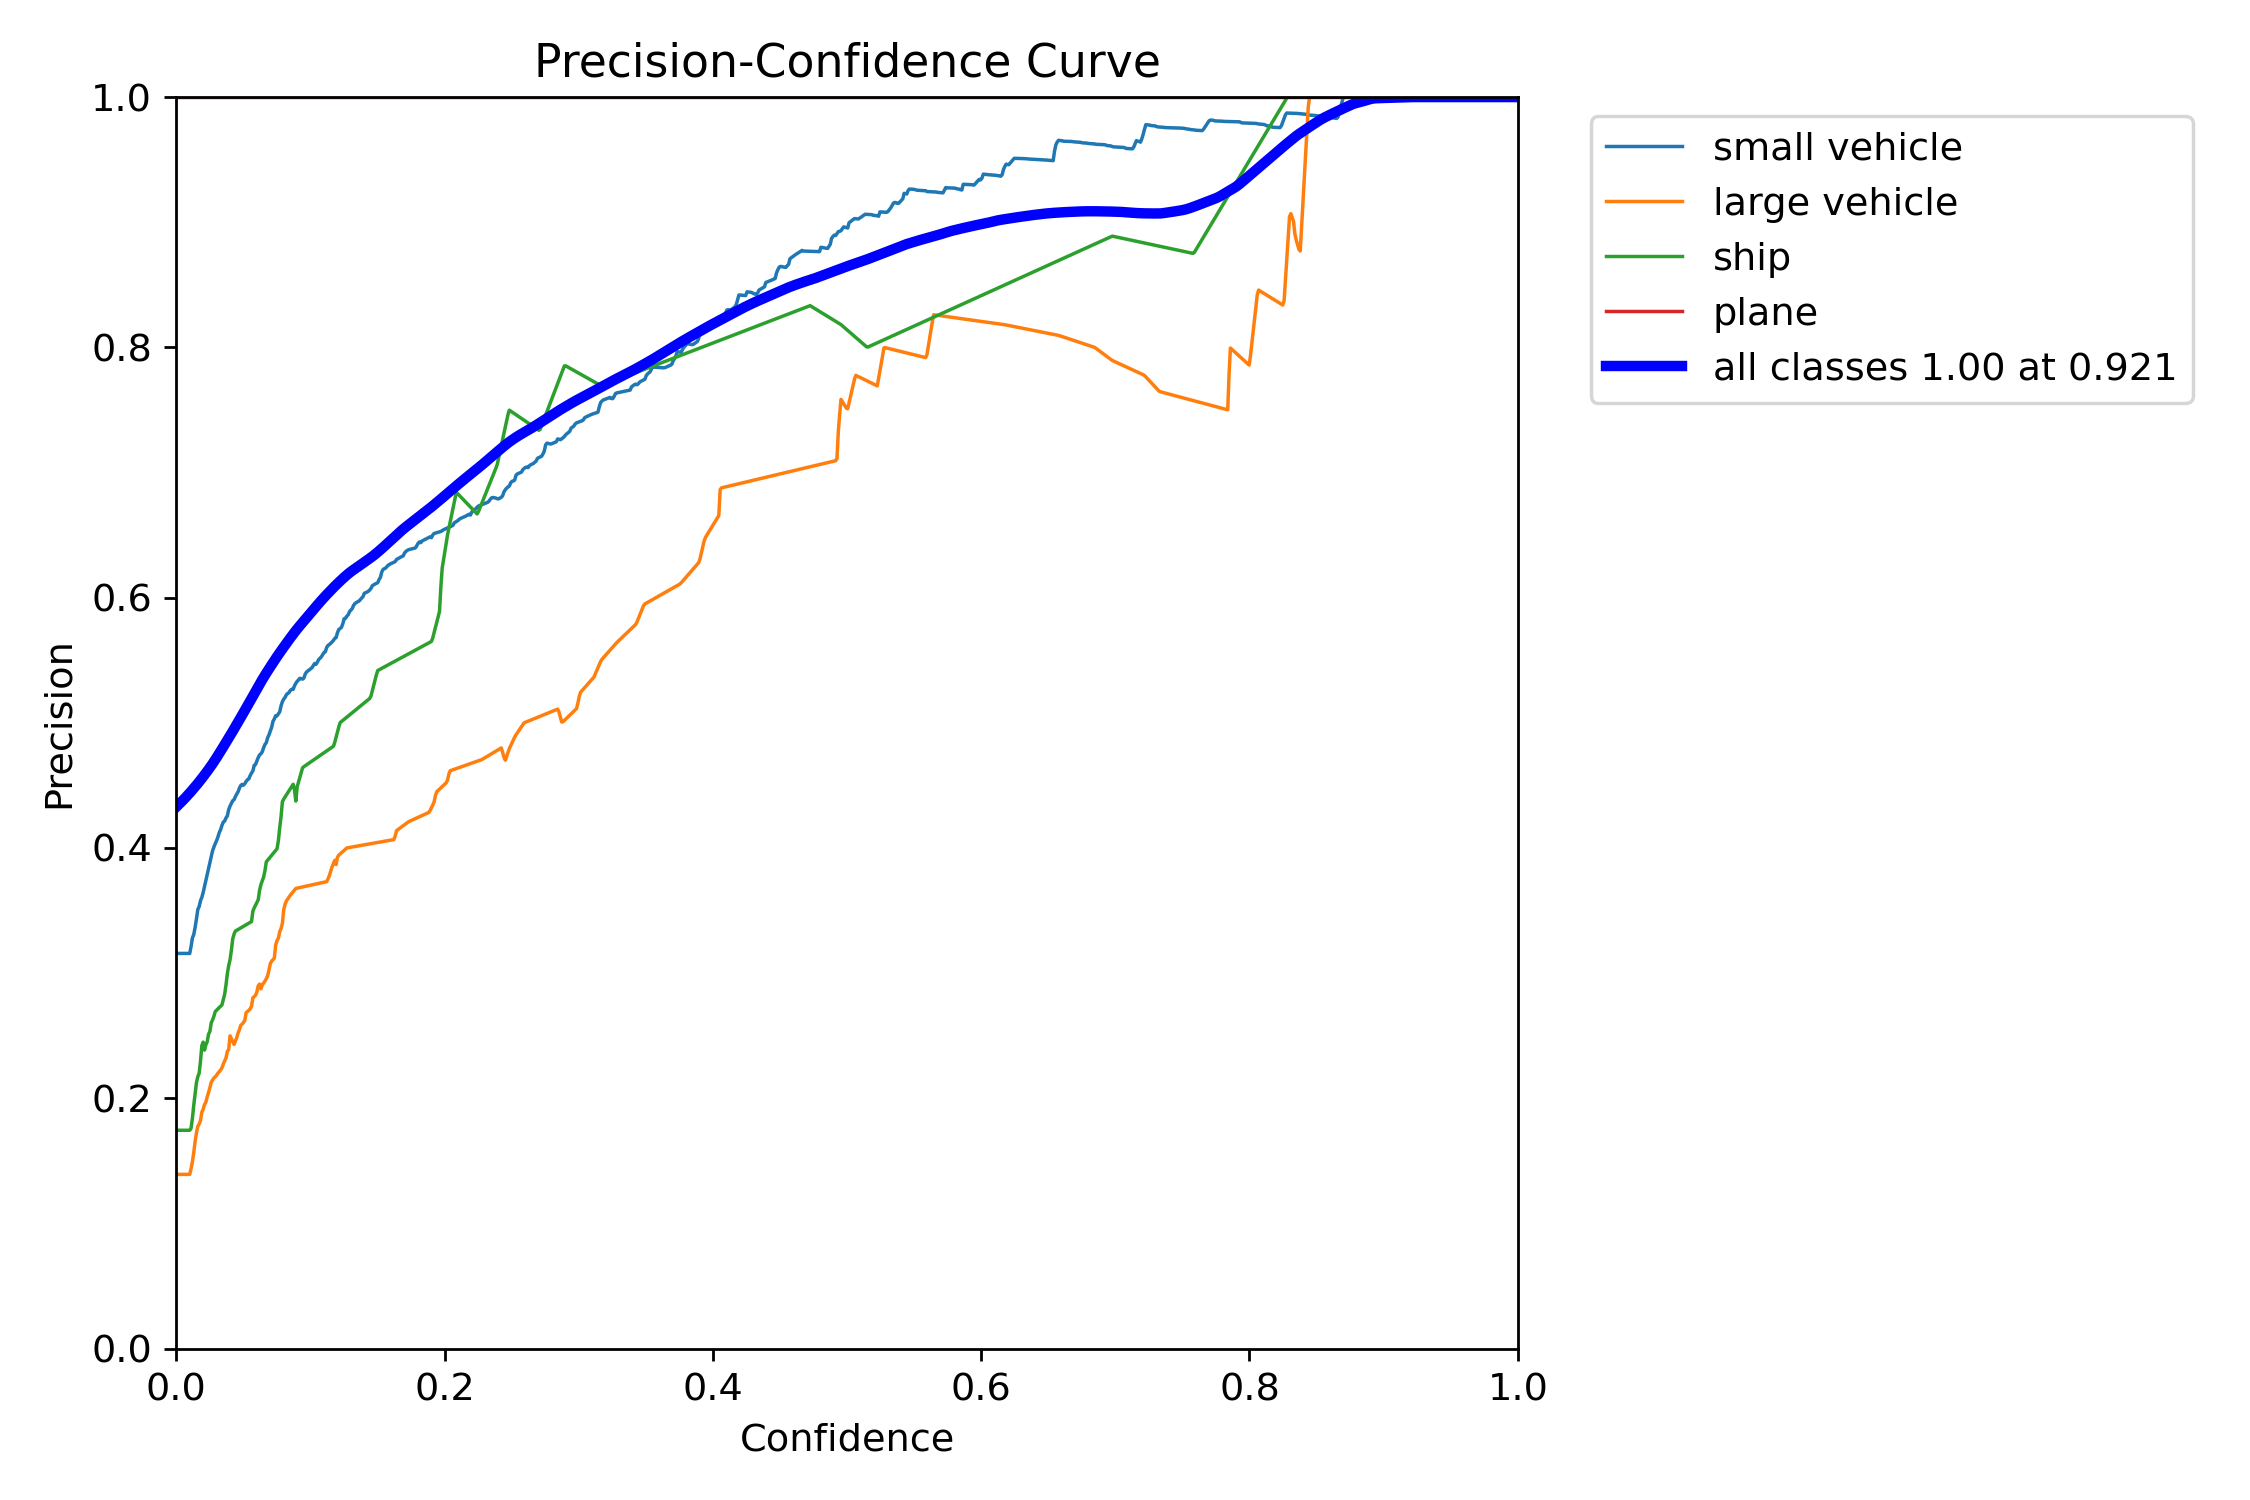 Precision-Confidence Curve
1.0
0.8
0.6
0.4
0.2
0.0
Precision
0.0 0.2 0.4 0.6 0.8 1.0
Confidence
small vehicle
large vehicle
ship
plane
all classes 1.00 at 0.921